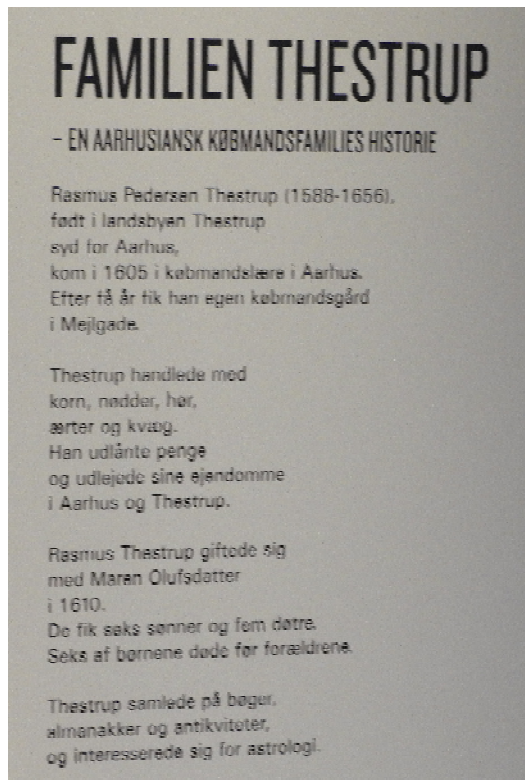 FAMILIEN THESTRUP
– EN AARHUSIANSK KØBMANDSFAMILIES HISTORIE
Rasmus Pedersen Thestrup (1588-1656),
født i landsbyen Thestrup
syd for Aarhus,
kom i 1605 i købmandslære i Aarhus.
Efter få år fik han egen købmandsgård
i Mejlgade.
Thestrup handlede med
korn, nødder, hør,
ærter og kvæg.
Han udlånte penge
og udlejede sine ejendomme
i Aarhus og Thestrup.
Rasmus Thestrup giftede sig
med Maren Olufsdatter
i 1610.
De fik seks sønner og fem døtre.
Seks af børnene døde før forældrene.
Thestrup samlede på bøger,
almanakker og antikviteter,
og interesserede sig for astrologi.